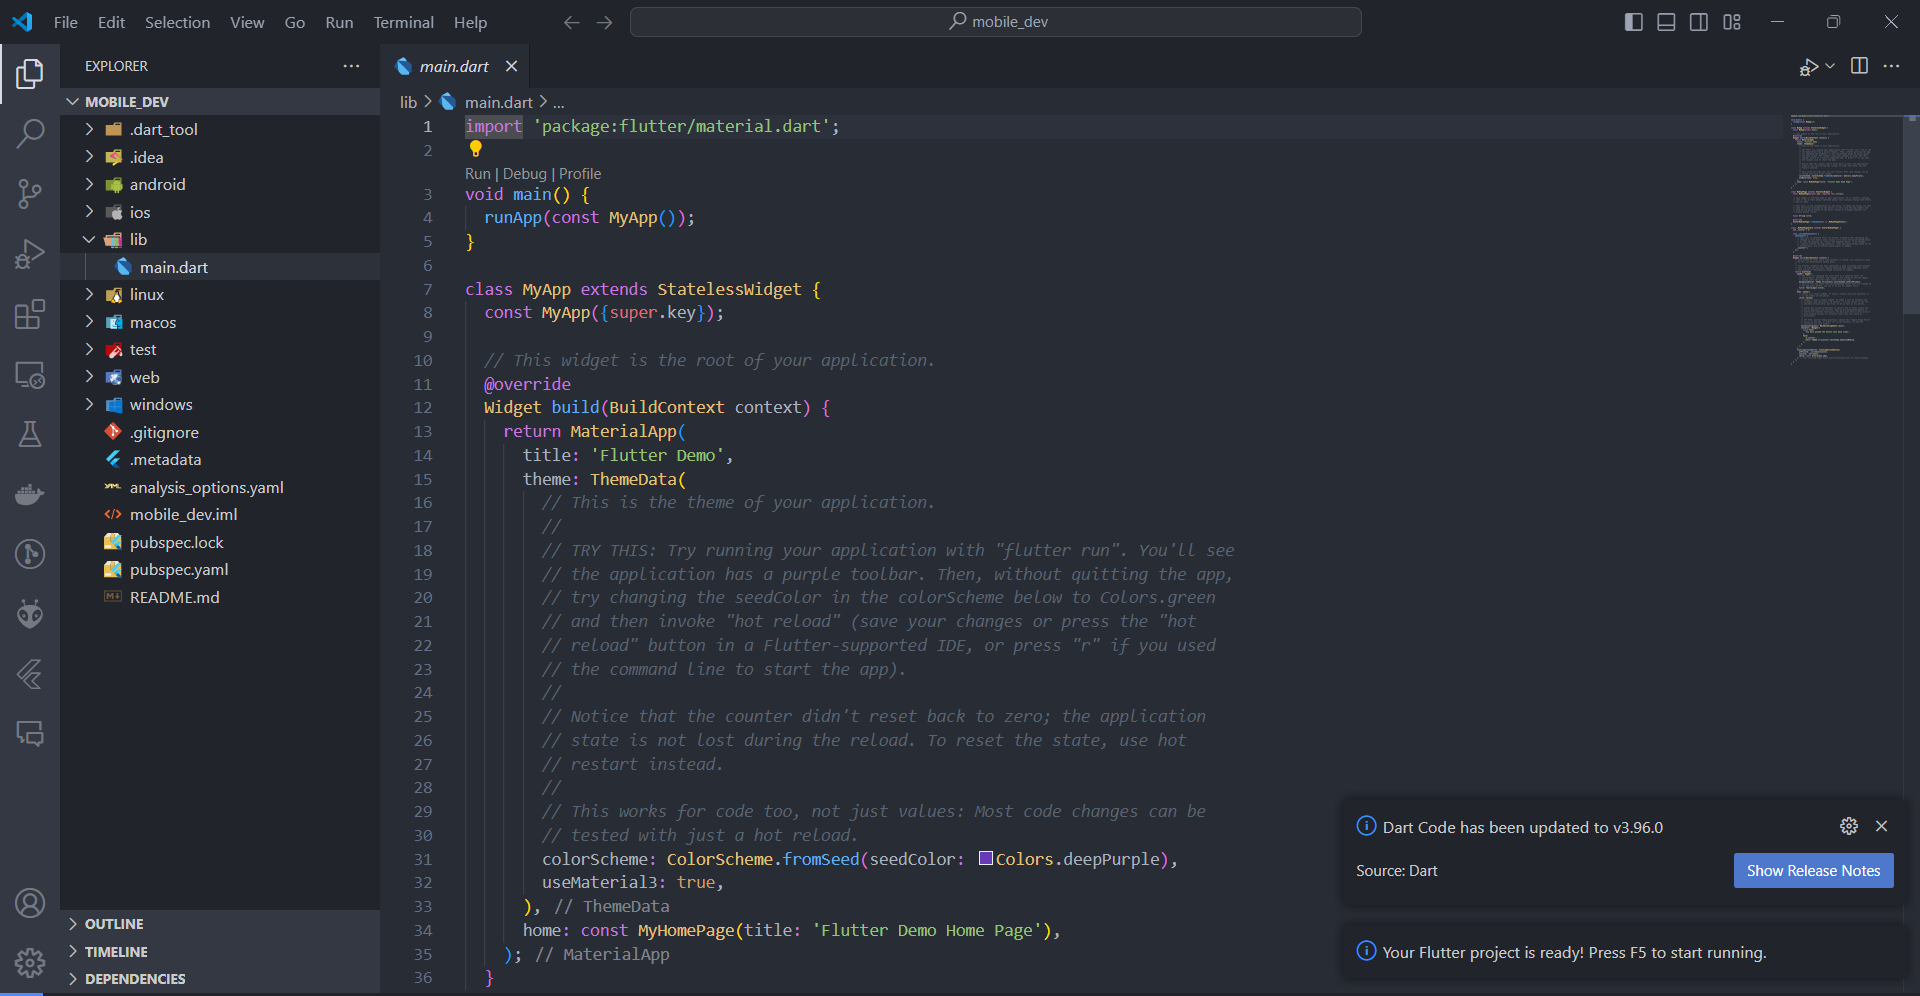 File Edit Selection View Go Run Terminal Help
mobile_dev
EXPLORER
MOBILE_DEV
.dart_tool
.idea
android
ios
lib
main.dart
linux
macos
test
web
windows
.gitignore
.metadata
analysis_options.yaml
mobile_dev.iml
pubspec.lock
pubspec.yaml
README.md
OUTLINE
TIMELINE
DEPENDENCIES
main.dart
lib > main.dart > ...
1 import 'package:flutter/material.dart';
2
Run | Debug | Profile
3 void main() {
4 runApp(const MyApp());
5 }
6
7 class MyApp extends StatelessWidget {
8 const MyApp({super.key});
9
10 // This widget is the root of your application.
11 @override
12 Widget build(BuildContext context) {
13 return MaterialApp(
14 title: 'Flutter Demo',
15 theme: ThemeData(
16 // This is the theme of your application.
17 //
18 // TRY THIS: Try running your application with "flutter run". You'll see
19 // the application has a purple toolbar. Then, without quitting the app,
20 // try changing the seedColor in the colorScheme below to Colors.green
21 // and then invoke "hot reload" (save your changes or press the "hot
22 // reload" button in a Flutter-supported IDE, or press "r" if you used
23 // the command line to start the app).
24 //
25 // Notice that the counter didn't reset back to zero; the application
26 // state is not lost during the reload. To reset the state, use hot
27 // restart instead.
28 //
29 // This works for code too, not just values: Most code changes can be
30 // tested with just a hot reload.
31 colorScheme: ColorScheme.fromSeed(seedColor: Colors.deepPurple),
32 useMaterial3: true,
33 ), // ThemeData
34 home: const MyHomePage(title: 'Flutter Demo Home Page'),
35 ); // MaterialApp
36 }
Dart Code has been updated to v3.96.0
Source: Dart
Show Release Notes
Your Flutter project is ready! Press F5 to start running.